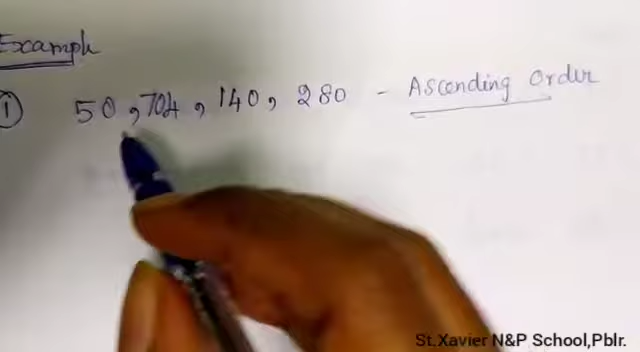 Example
① 50, 704, 140, 280 - Ascending Order
St.Xavier N&P School,Pblr.